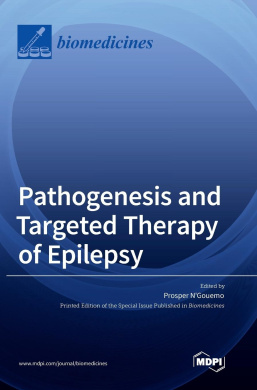 biomedicines
Pathogenesis and
Targeted Therapy
of Epilepsy
Edited by
Prosper N'Gouemo
Printed Edition of the Special Issue Published in Biomedicines
www.mdpi.com/journal/biomedicines
MDPI